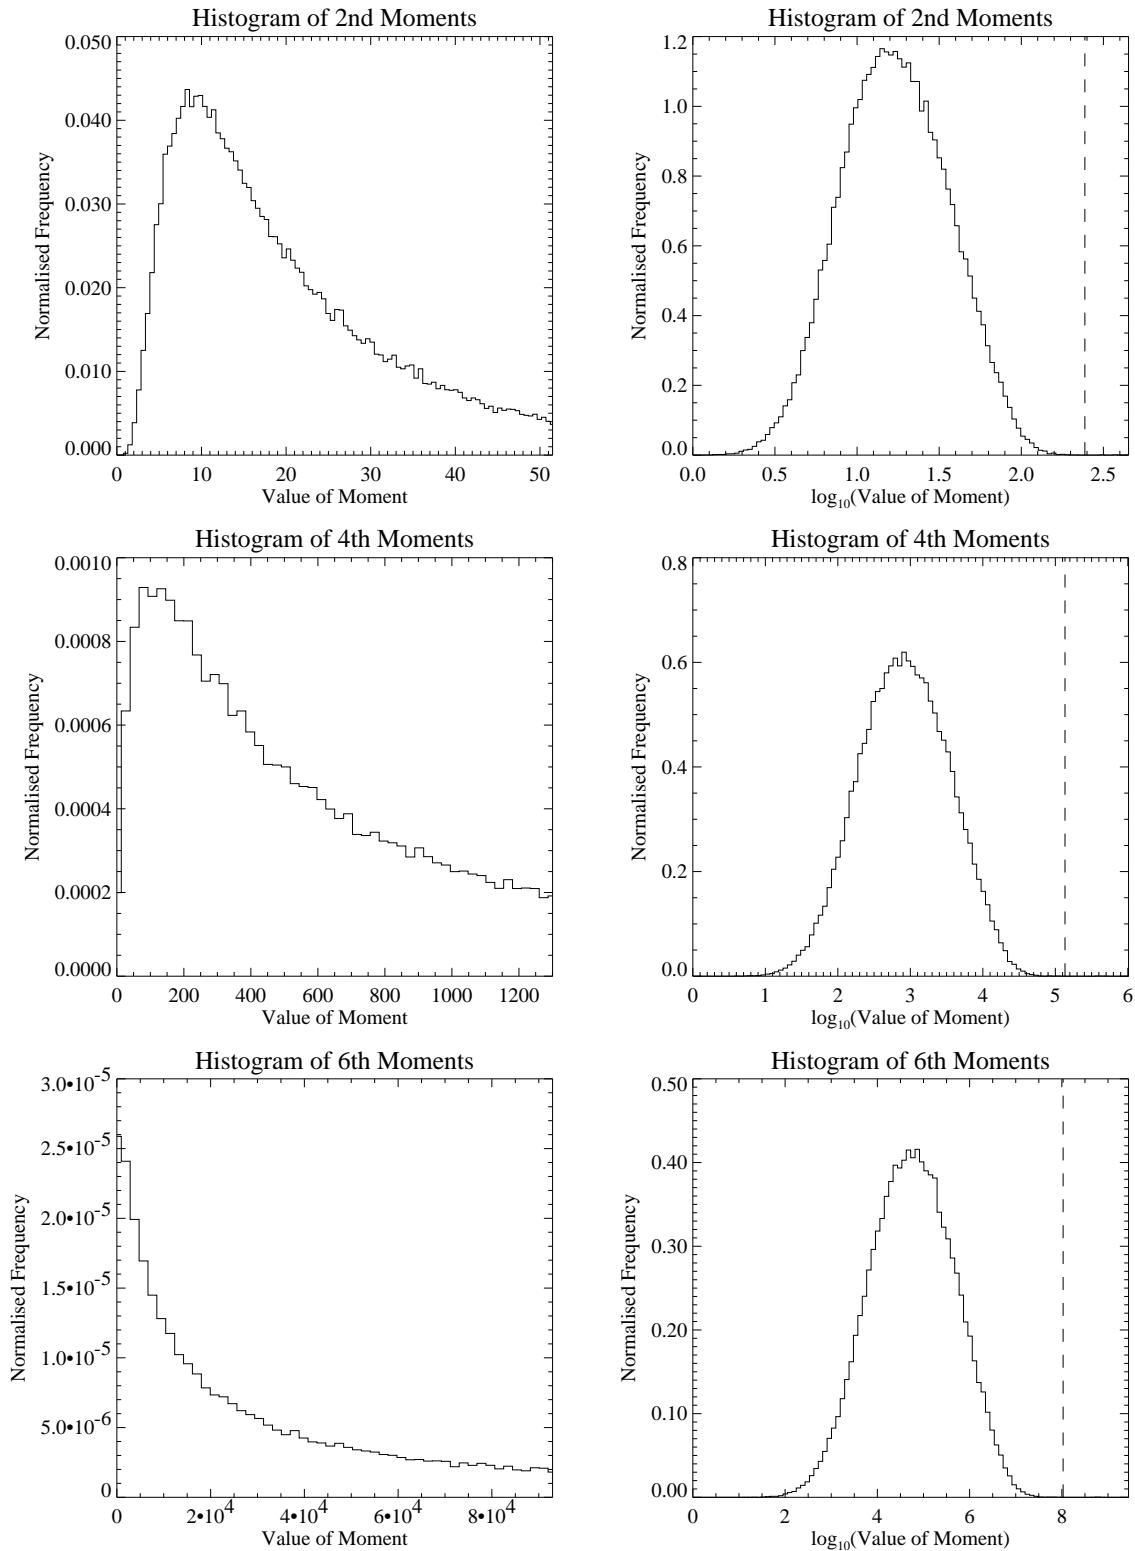 Histogram of 2nd Moments
0.050
0.040
0.030
0.020
0.010
0.000
Normalised Frequency
0 10 20 30 40 50
Value of Moment
Histogram of 2nd Moments
1.2
1.0
0.8
0.6
0.4
0.2
0.0
Normalised Frequency
0.0 0.5 1.0 1.5 2.0 2.5
log₁₀(Value of Moment)
Histogram of 4th Moments
0.0010
0.0008
0.0006
0.0004
0.0002
0.0000
Normalised Frequency
0 200 400 600 800 1000 1200
Value of Moment
Histogram of 4th Moments
0.8
0.6
0.4
0.2
0.0
Normalised Frequency
0 1 2 3 4 5 6
log₁₀(Value of Moment)
Histogram of 6th Moments
3.0•10⁻⁵
2.5•10⁻⁵
2.0•10⁻⁵
1.5•10⁻⁵
1.0•10⁻⁵
5.0•10⁻⁶
0
Normalised Frequency
0 2•10⁴ 4•10⁴ 6•10⁴ 8•10⁴
Value of Moment
Histogram of 6th Moments
0.50
0.40
0.30
0.20
0.10
0.00
Normalised Frequency
0 2 4 6 8
log₁₀(Value of Moment)